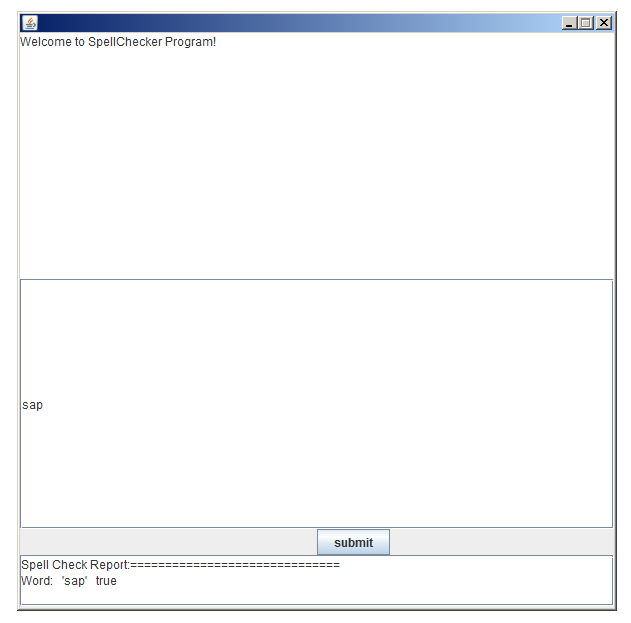 Welcome to SpellChecker Program!
sap
submit
Spell Check Report:==============================
Word:   'sap'   true